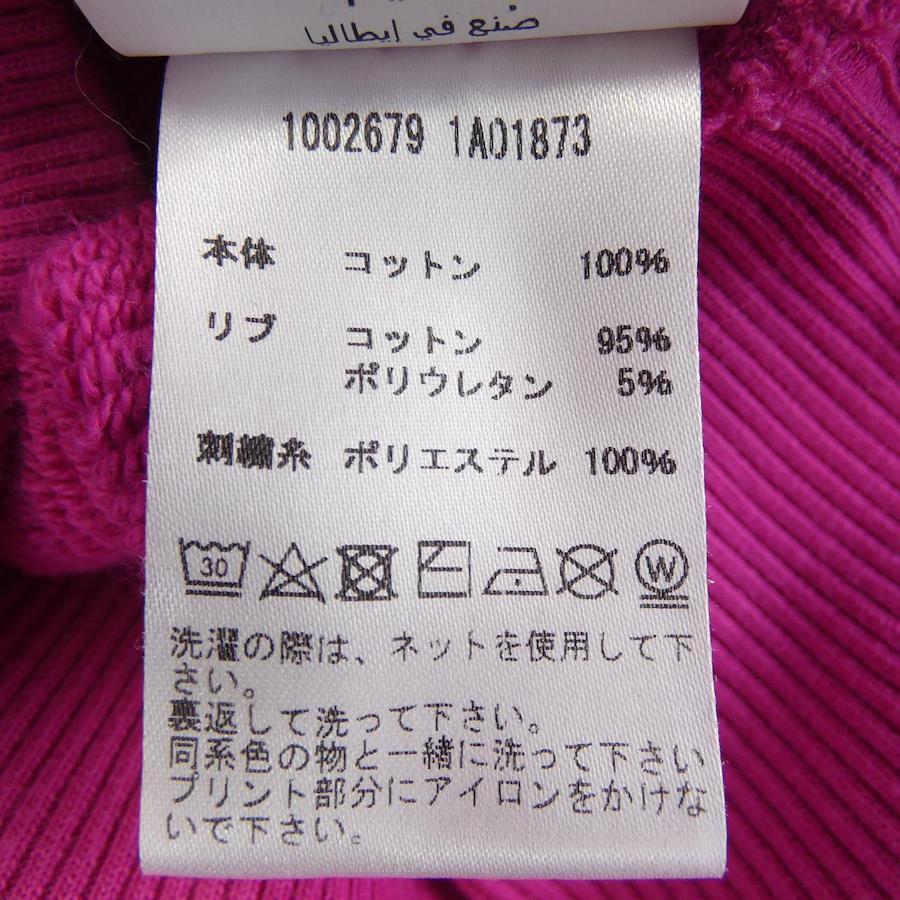 صنع في إيطاليا
1002679 1A01873
本体 コットン 100%
リブ コットン 95%
ポリウレタン 5%
刺繍糸 ポリエステル 100%
30 W
洗濯の際は、ネットを使用して下
さい。
裏返して洗って下さい。
同系色の物と一緒に洗って下さい
プリント部分にアイロンをかけな
いで下さい。